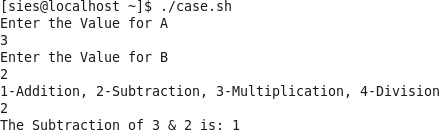 [sies@localhost ~]$ ./case.sh
Enter the Value for A
3
Enter the Value for B
2
1-Addition, 2-Subtraction, 3-Multiplication, 4-Division
2
The Subtraction of 3 & 2 is: 1